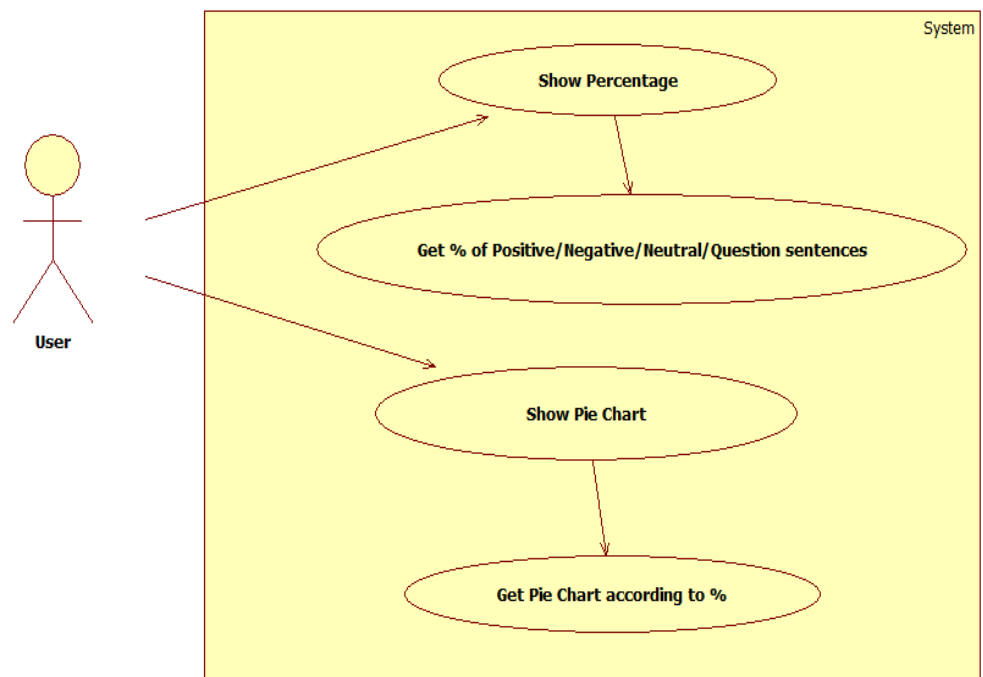 System
Show Percentage
Get % of Positive/Negative/Neutral/Question sentences
User
Show Pie Chart
Get Pie Chart according to %